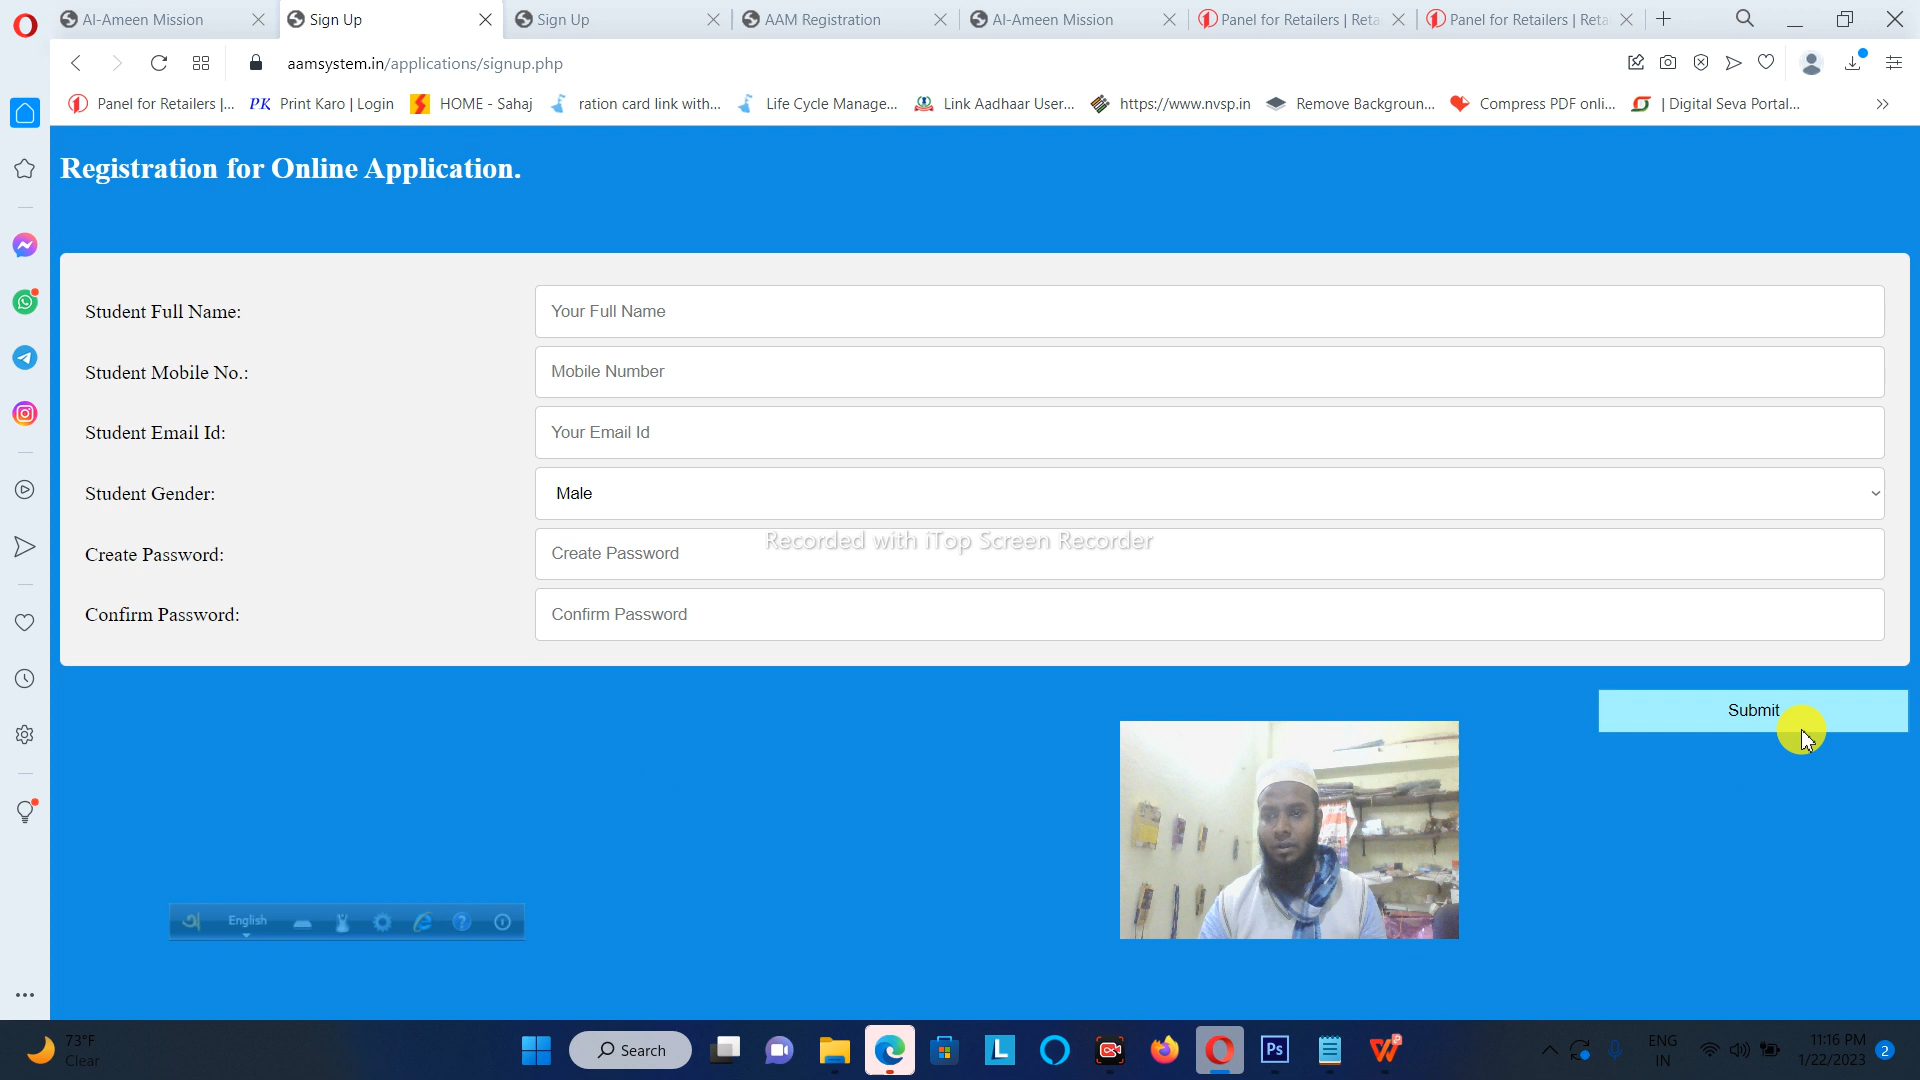 Al-Ameen Mission
Sign Up
Sign Up
AAM Registration
Al-Ameen Mission
Panel for Retailers | Reta
Panel for Retailers | Reta
aamsystem.in/applications/signup.php
Panel for Retailers |...
PK Print Karo | Login
HOME - Sahaj
ration card link with...
Life Cycle Manage...
Link Aadhaar User...
https://www.nvsp.in
Remove Backgroun...
Compress PDF onli...
| Digital Seva Portal...
Registration for Online Application.
Student Full Name:
Your Full Name
Student Mobile No.:
Mobile Number
Student Email Id:
Your Email Id
Student Gender:
Male
Recorded with iTop Screen Recorder
Create Password:
Create Password
Confirm Password:
Confirm Password
Submit
অ English
73°F
Clear
Search
L
Ps
ENG
IN
11:16 PM
1/22/2023
2